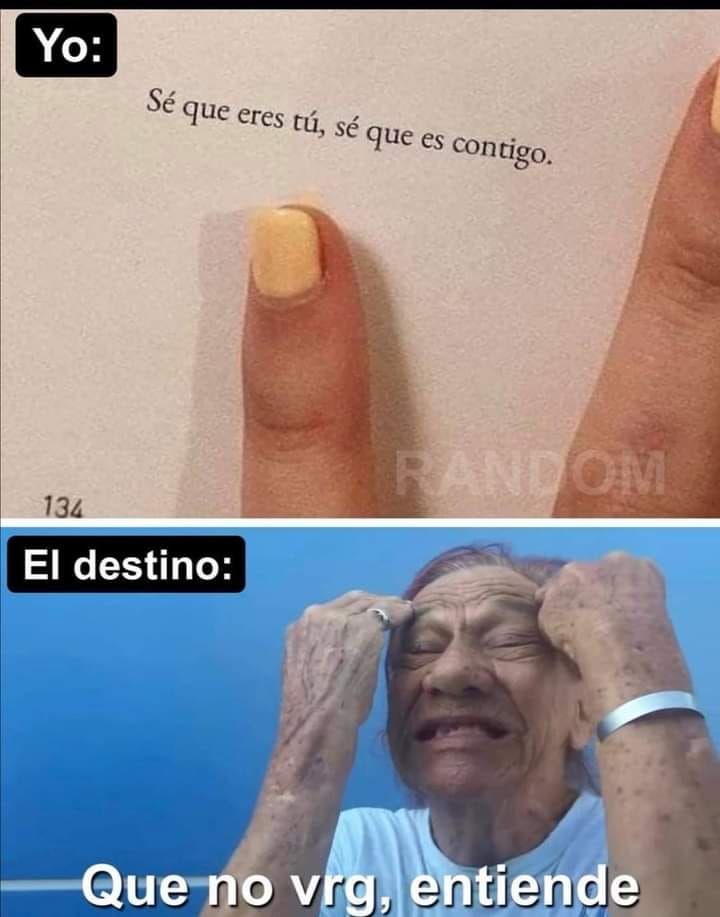 Yo:
Sé que eres tú, sé que es contigo.
RANDOM
134
El destino:
Que no vrg, entiende